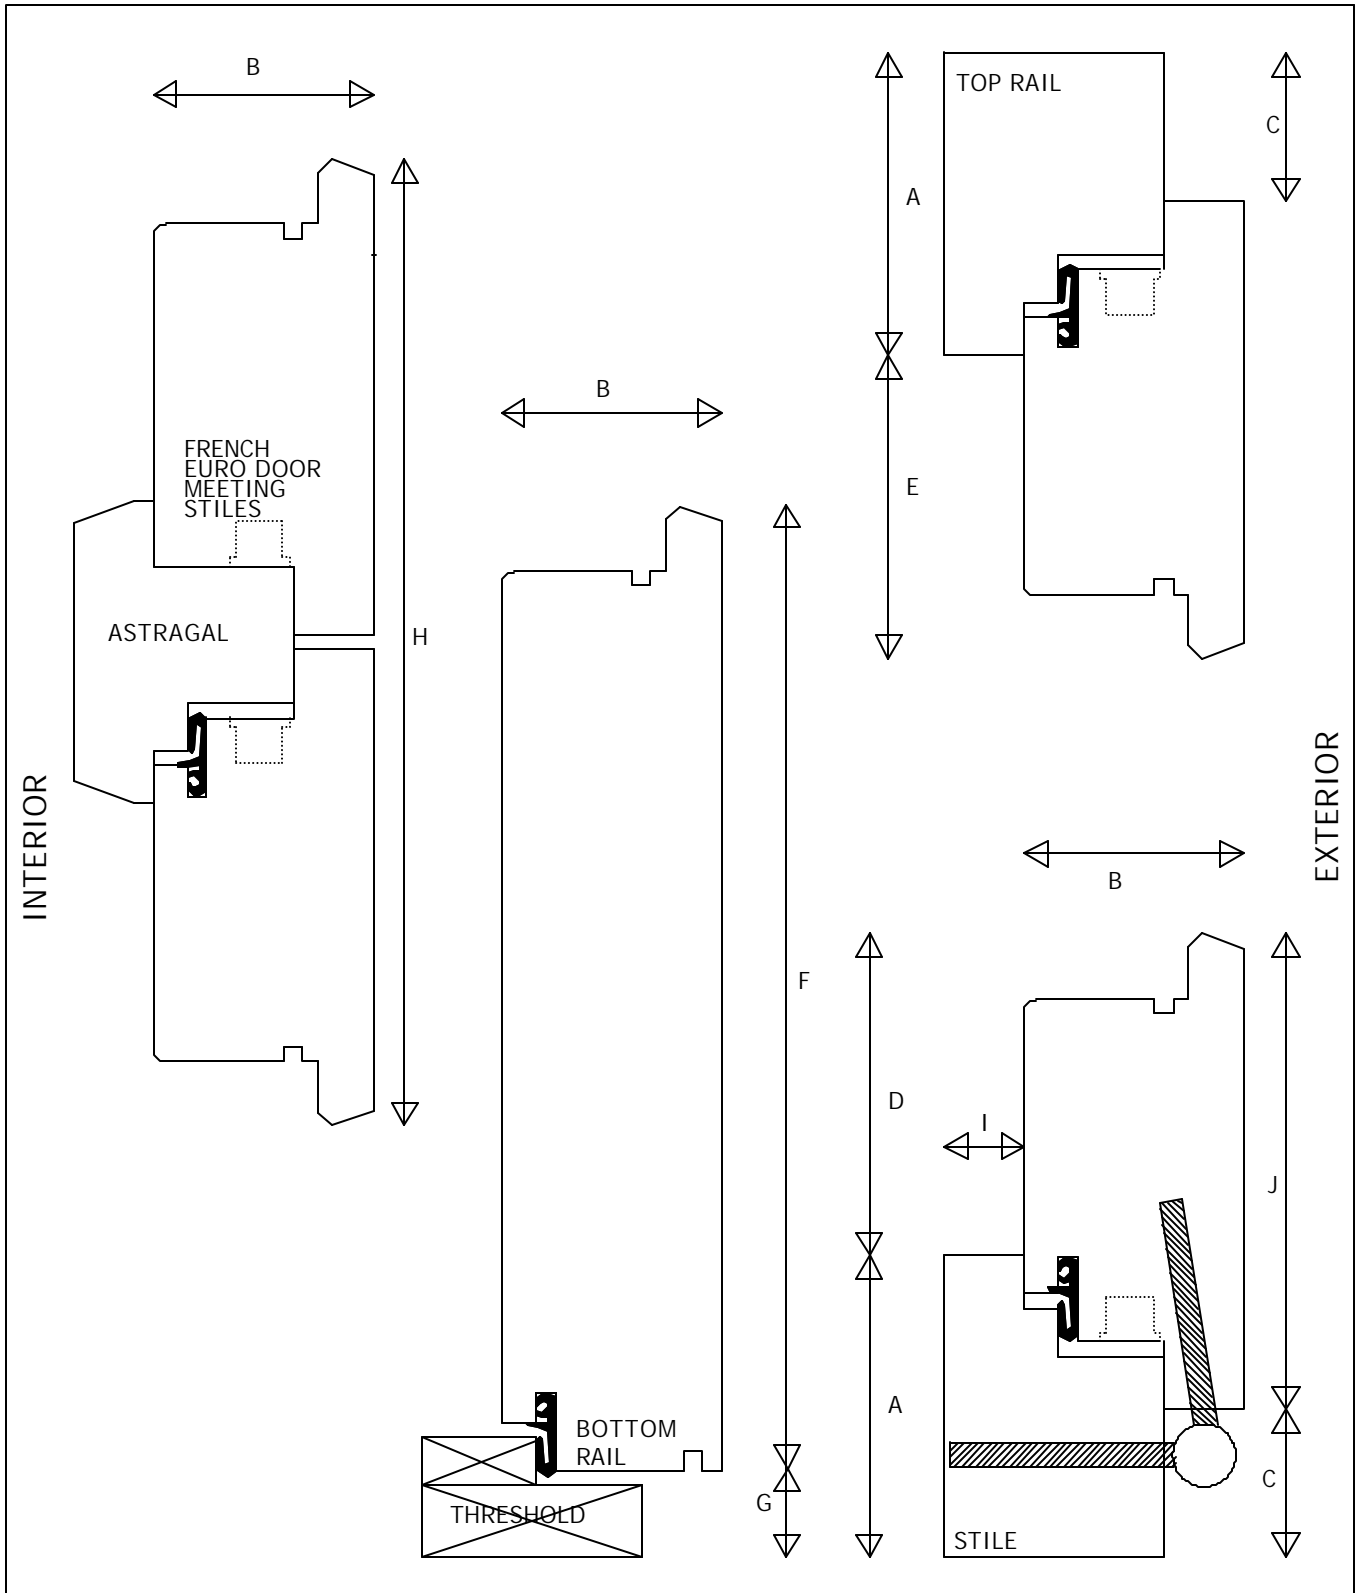 B
TOP RAIL
C
A
B
FRENCH
EURO DOOR
MEETING
STILES
E
ASTRAGAL
H
INTERIOR
EXTERIOR
B
F
D
I
J
A
BOTTOM
RAIL
G
C
THRESHOLD
STILE